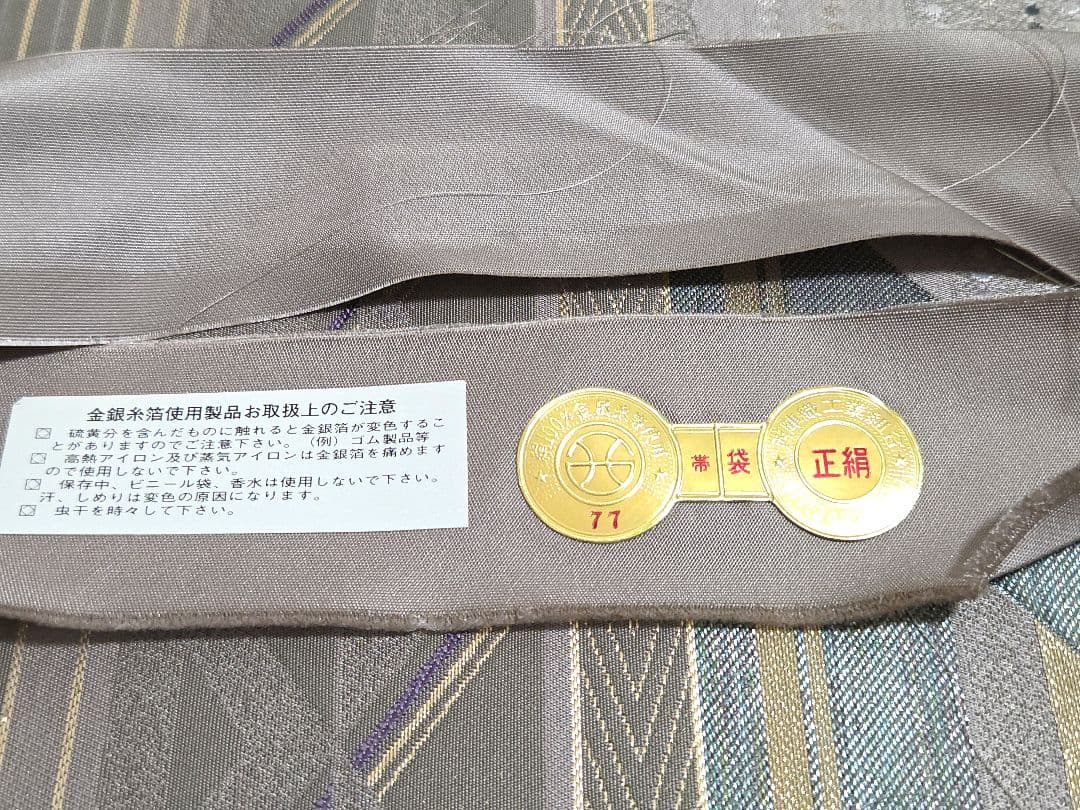 金銀糸箔使用製品お取扱上のご注意
硫黄分を含んだものに触れると金銀箔が変色するこ
とがありますのでご注意下さい。(例)ゴム製品等
高熱アイロン及び蒸気アイロンは金銀箔を痛めます
ので使用しないで下さい。
保存中、ビニール袋、香水は使用しないで下さい。
汗、しめりは変色の原因になります。
虫干を時々して下さい。
77
帯袋
正絹